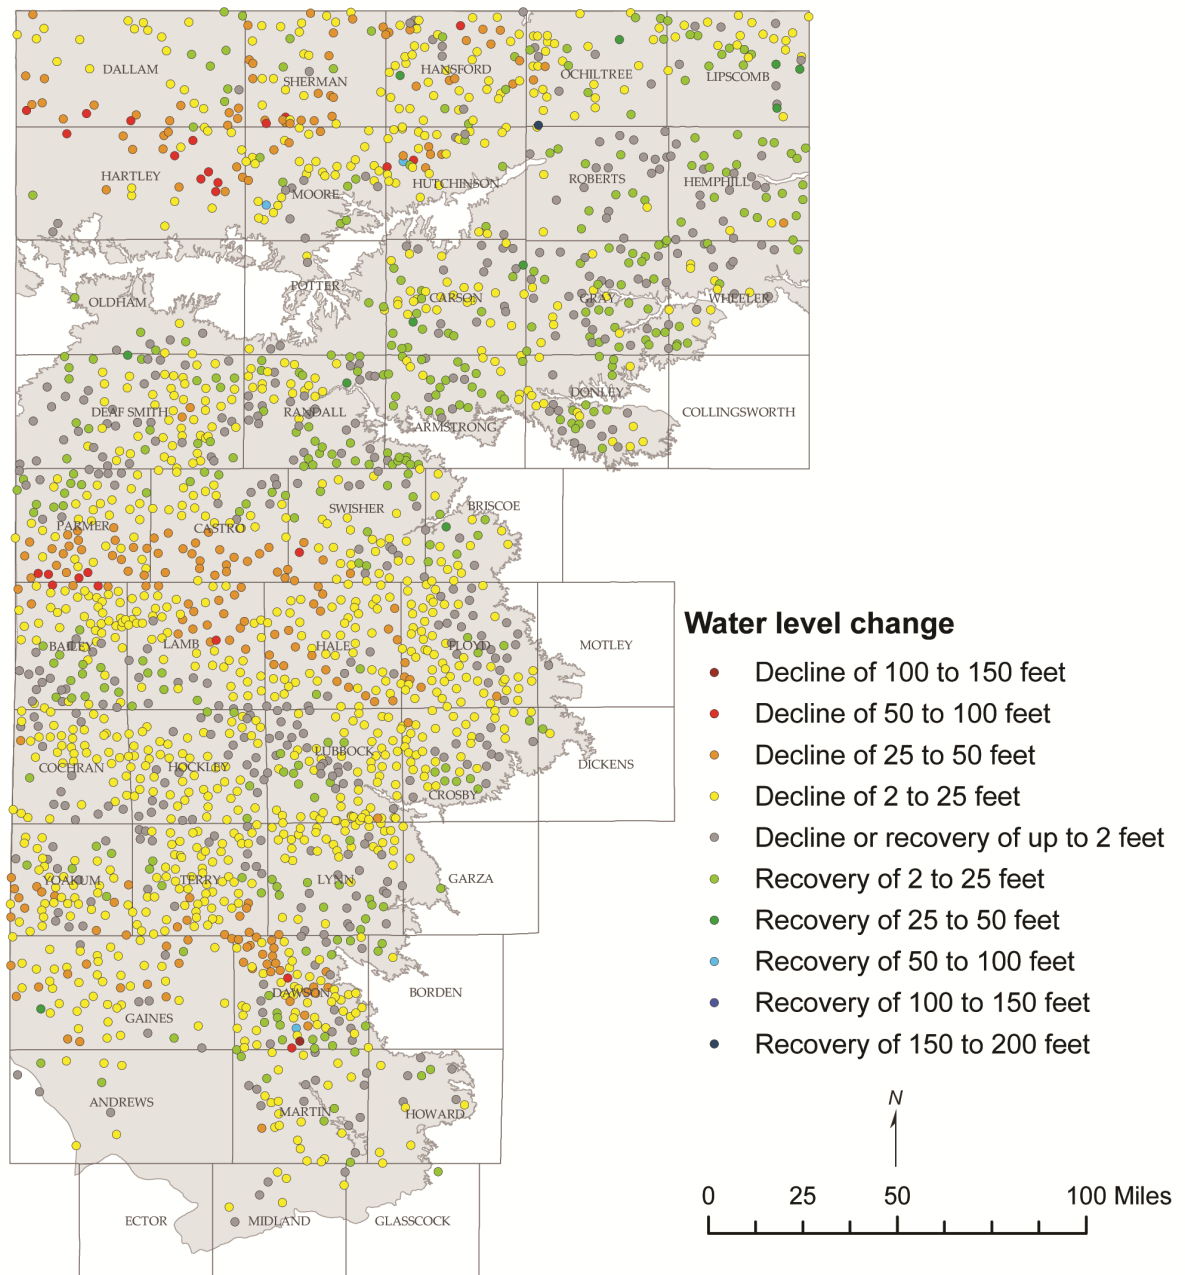 DALLAM
SHERMAN
HANSFORD
OCHILTREE
LIPSCOMB
HARTLEY
MOORE
HUTCHINSON
ROBERTS
HEMPHILL
OLDHAM
POTTER
CARSON
GRAY
WHEELER
DEAF SMITH
RANDALL
ARMSTRONG
DONLEY
COLLINGSWORTH
PARMER
CASTRO
SWISHER
BRISCOE
BAILEY
LAMB
HALE
FLOYD
MOTLEY
COCHRAN
HOCKLEY
LUBBOCK
CROSBY
DICKENS
YOAKUM
TERRY
LYNN
GARZA
GAINES
DAWSON
BORDEN
ANDREWS
MARTIN
HOWARD
ECTOR
MIDLAND
GLASSCOCK
Water level change
Decline of 100 to 150 feet
Decline of 50 to 100 feet
Decline of 25 to 50 feet
Decline of 2 to 25 feet
Decline or recovery of up to 2 feet
Recovery of 2 to 25 feet
Recovery of 25 to 50 feet
Recovery of 50 to 100 feet
Recovery of 100 to 150 feet
Recovery of 150 to 200 feet
N
0 25 50 100 Miles